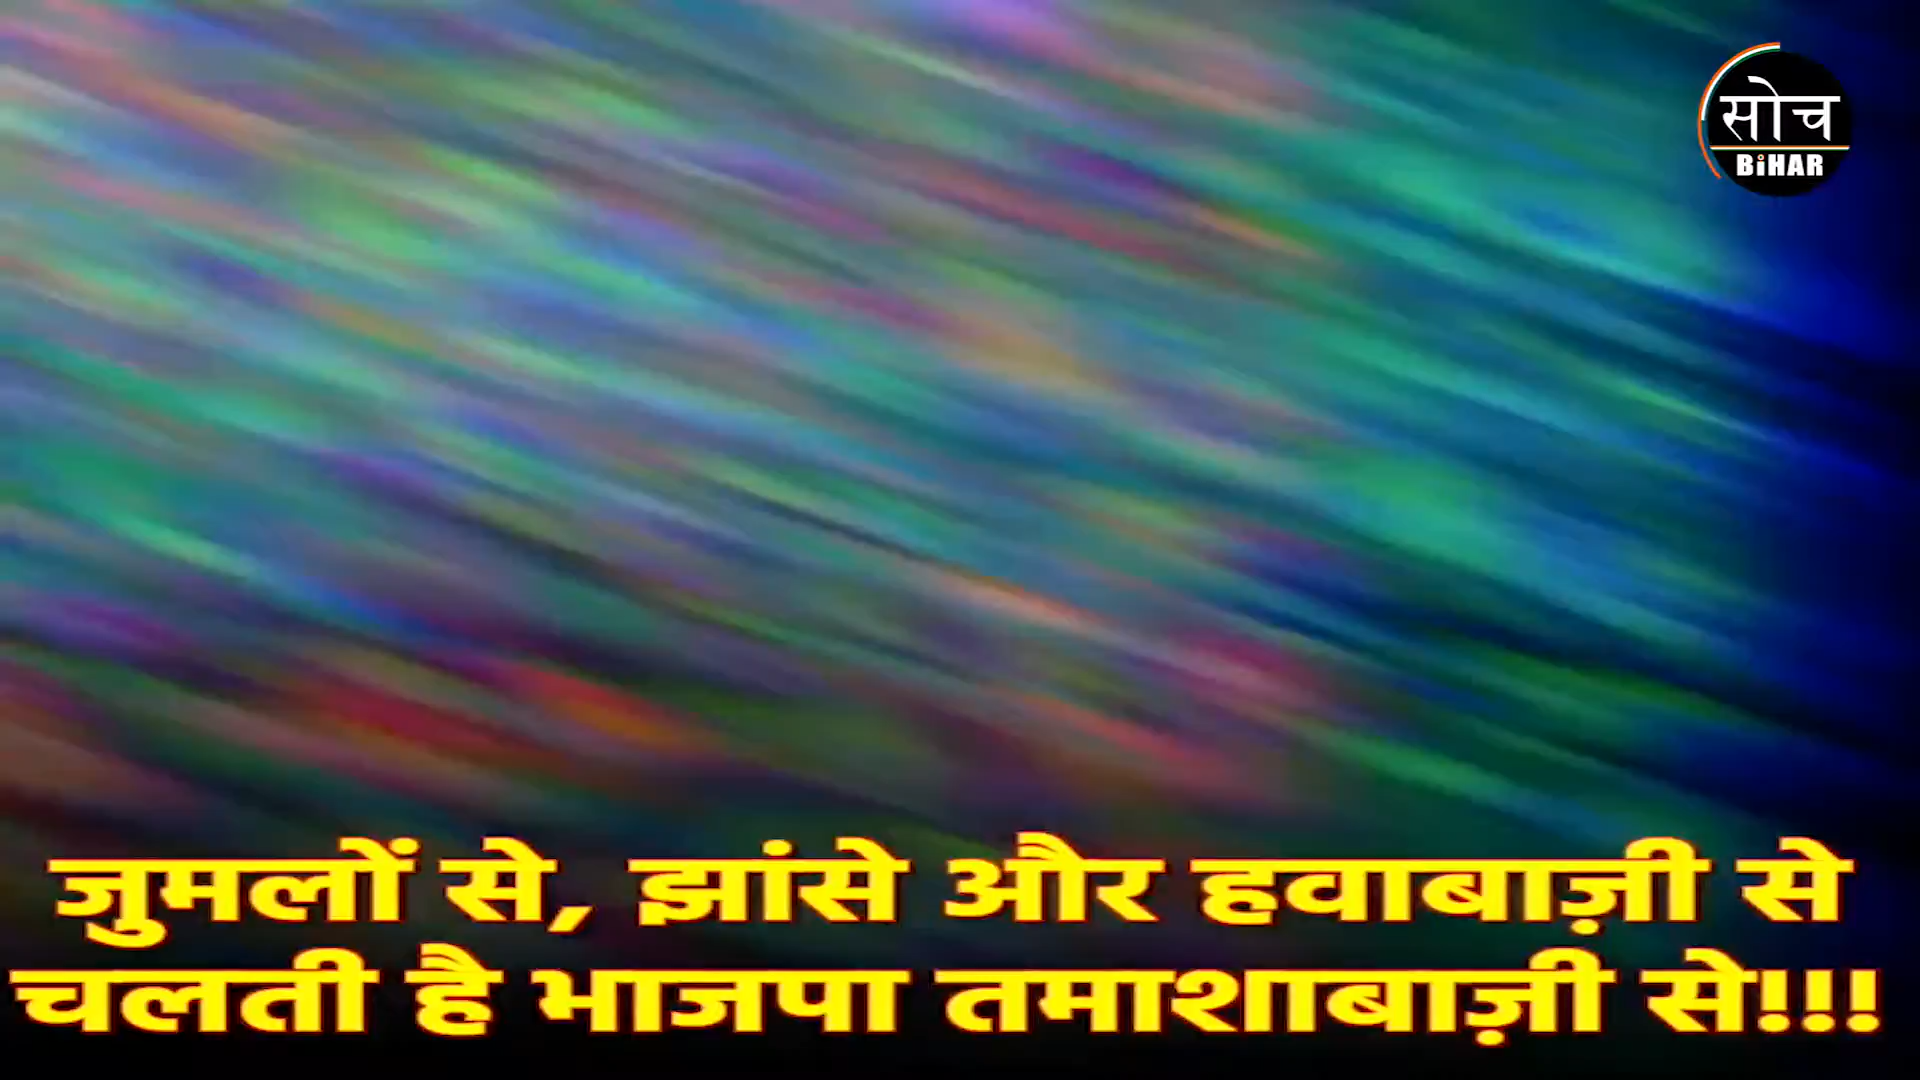 सोच
BiHAR
जुमलों से, झांसे और हवाबाज़ी से
चलती है भाजपा तमाशाबाज़ी से!!!